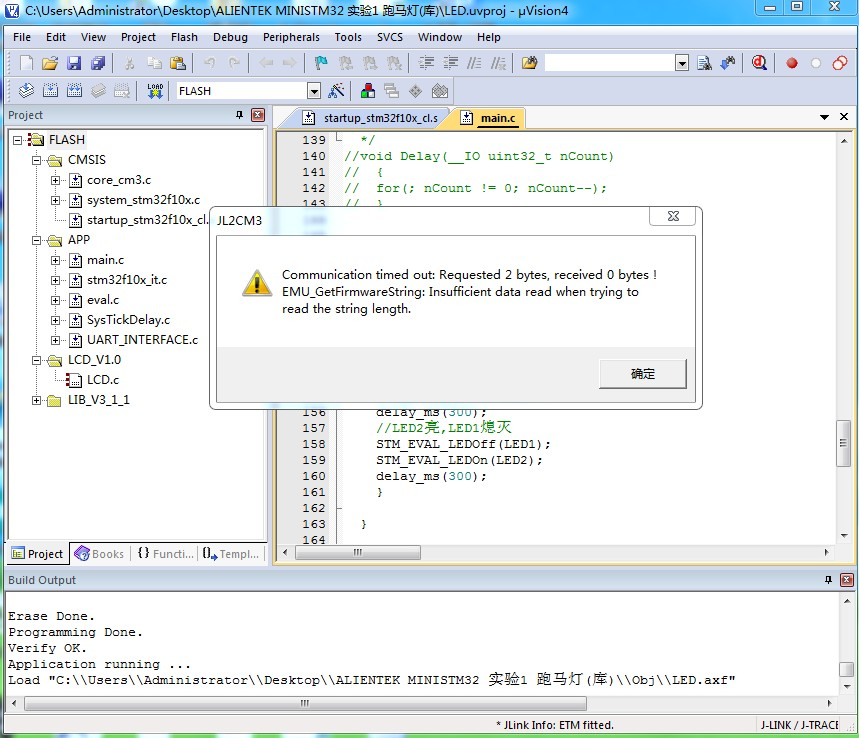 C:\Users\Administrator\Desktop\ALIENTEK MINISTM32 实验1 跑马灯(库)\LED.uvproj - µVision4
File Edit View Project Flash Debug Peripherals Tools SVCS Window Help
LOAD FLASH
Project
startup_stm32f10x_cl.s main.c
FLASH
CMSIS
core_cm3.c
system_stm32f10x.c
startup_stm32f10x_cl.
APP
main.c
stm32f10x_it.c
eval.c
SysTickDelay.c
UART_INTERFACE.c
LCD_V1.0
LCD.c
LIB_V3_1_1
139 */
140 //void Delay(__IO uint32_t nCount)
141 // {
142 // for(; nCount != 0; nCount--);
143 // }
JL2CM3
Communication timed out: Requested 2 bytes, received 0 bytes !
EMU_GetFirmwareString: Insufficient data read when trying to
read the string length.
确定
156 delay_ms(300);
157 //LED2亮,LED1熄灭
158 STM_EVAL_LEDOff(LED1);
159 STM_EVAL_LEDOn(LED2);
160 delay_ms(300);
161 }
162
163 }
164
Project Books {} Functi... Templ...
Build Output
Erase Done.
Programming Done.
Verify OK.
Application running ...
Load "C:\\Users\\Administrator\\Desktop\\ALIENTEK MINISTM32 实验1 跑马灯(库)\\Obj\\LED.axf"
* JLink Info: ETM fitted. J-LINK / J-TRACE